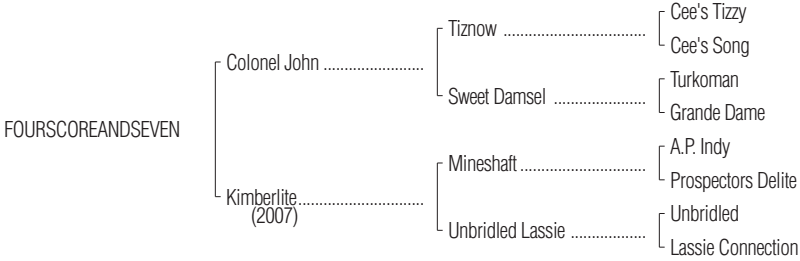 Cee's Tizzy
Tiznow ..................................
Cee's Song
Colonel John ........................
Turkoman
Sweet Damsel ......................
Grande Dame
FOURSCOREANDSEVEN
A.P. Indy
Mineshaft..............................
Prospectors Delite
Kimberlite..............................
(2007)
Unbridled
Unbridled Lassie ..................
Lassie Connection